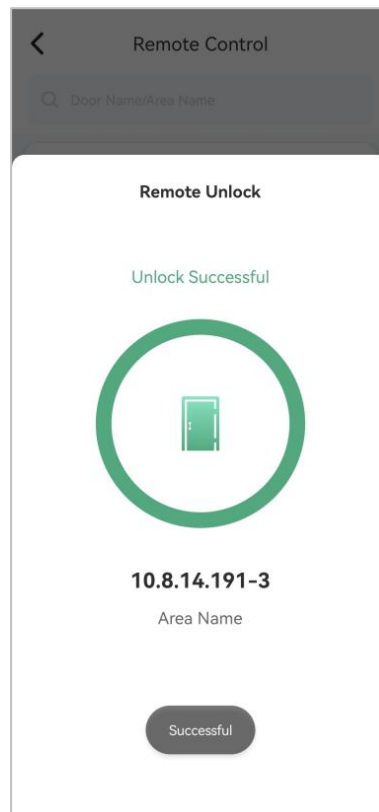 Remote Control
Door Name/Area Name
Remote Unlock
Unlock Successful
10.8.14.191-3
Area Name
Successful